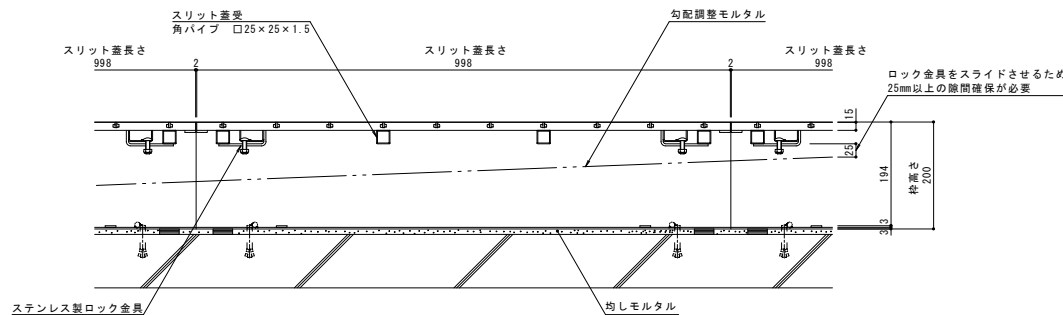 スリット蓋受
角パイプ □25×25×1.5
勾配調整モルタル
スリット蓋長さ
998
2
スリット蓋長さ
998
2
スリット蓋長さ
998
ロック金具をスライドさせるため
25mm以上の隙間確保が必要
15
25
194
枠高さ
200
3
3
ステンレス製ロック金具
均しモルタル